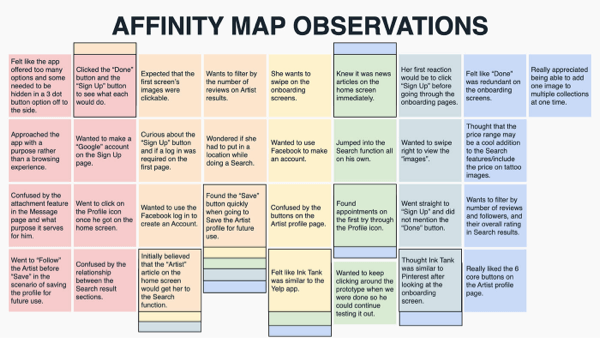 AFFINITY MAP OBSERVATIONS
Felt like the app
offered too many
options and some
needed to be
hidden in a 3 dot
button option off to
the side.
Clicked the “Done”
button and the
“Sign Up” button
to see what each
would do.
Expected that the
first screen’s
images were
clickable.
Wants to filter by
the number of
reviews on Artist
results.
She wants to
swipe on the
onboarding
screens.
Knew it was news
articles on the
home screen
immediately.
Her first reaction
would be to click
“Sign Up” before
going through the
onboarding pages.
Felt like “Done”
was redundant on
the onboarding
screens.
Really appreciated
being able to add
one image to
multiple collections
at one time.
Approached the
app with a
purpose rather
than a browsing
experience.
Wanted to make a
“Google” account
on the Sign Up
page.
Curious about the
“Sign Up” button
and if a log in was
required on the
first page.
Wondered if she
had to put in a
location while
doing a Search.
Wanted to use
Facebook to make
an account.
Jumped into the
Search function all
on his own.
Wanted to swipe
right to view the
“images”.
Thought that the
price range may
be a cool addition
to the Search
features/include
the price on tattoo
images.
Confused by the
attachment feature
in the Message
page and what
purpose it serves
for him.
Went to click on
the Profile icon
once he got on the
home screen.
Wanted to use the
Facebook log in to
create an Account.
Found the “Save”
button quickly
when going to
Save the Artist
profile for future
use.
Confused by the
buttons on the
Artist profile page.
Found
appointments on
the first try through
the Profile icon.
Went straight to
“Sign Up” and did
not mention the
“Done” button.
Wants to filter by
number of reviews
and followers, and
their overall rating
in Search results.
Went to “Follow”
the Artist before
“Save” in the
scenario of saving
the profile for
future use.
Confused by the
relationship
between the
Search result
sections.
Initially believed
that the “Artist”
article on the
home screen
would get her to
the Search
function.
Felt like Ink Tank
was similar to the
Yelp app.
Wanted to keep
clicking around the
prototype when we
were done so he
could continue
testing it out.
Thought Ink Tank
was similar to
Pinterest after
looking at the
onboarding
screen.
Really liked the 6
core buttons on
the Artist profile
page.